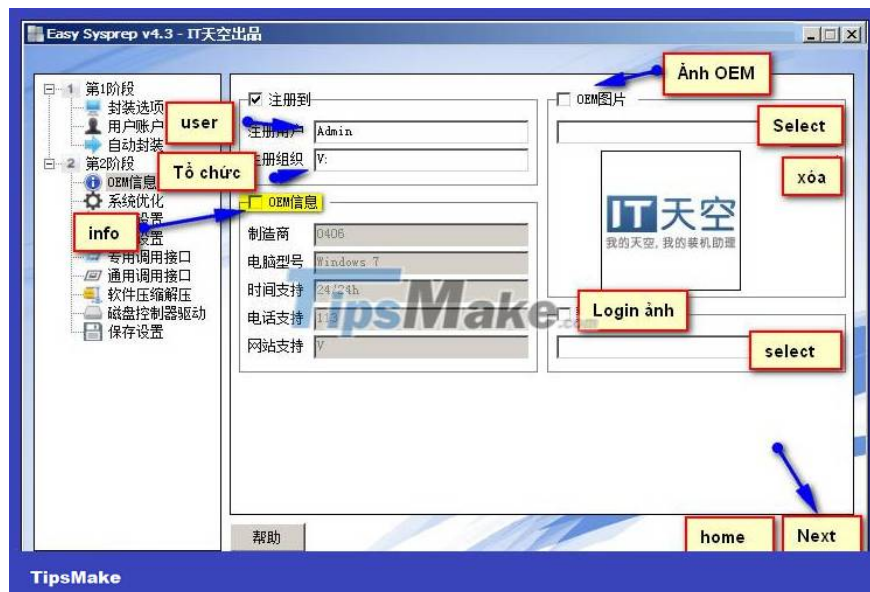 Easy Sysprep v4.3 - IT天空出品
第1阶段
封装选项
用户账户
自动封装
第2阶段
OEM信息
系统优化
设置
设置
专用调用接口
通用调用接口
软件压缩解压
磁盘控制器驱动
保存设置
user
Tổ chức
info
注册到
注册用户 Admin
注册组织 V:
OEM信息
制造商 0406
电脑型号 Windows 7
时间支持 24/24h
电话支持 113
网站支持 V
Ảnh OEM
OEM图片
Select
xóa
IT天空
我的天空,我的装机助理
Login ảnh
select
TipsMake.com
帮助
home
Next
TipsMake